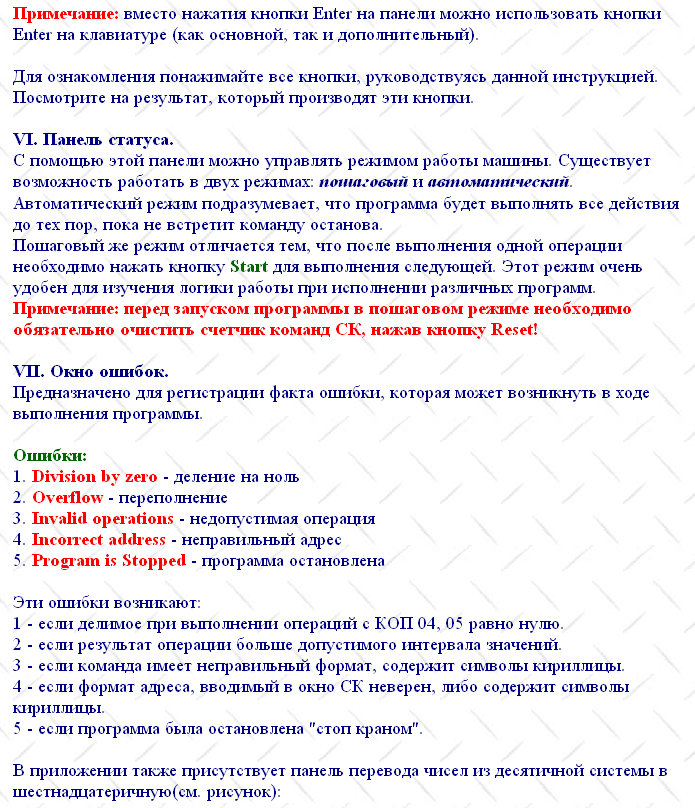 Примечание: вместо нажатия кнопки Enter на панели можно использовать кнопки
Enter на клавиатуре (как основной, так и дополнительный).
Для ознакомления понажимайте все кнопки, руководствуясь данной инструкцией.
Посмотрите на результат, который производят эти кнопки.
VI. Панель статуса.
С помощью этой панели можно управлять режимом работы машины. Существует
возможность работать в двух режимах: пошаговый и автоматический.
Автоматический режим подразумевает, что программа будет выполнять все действия
до тех пор, пока не встретит команду останова.
Пошаговый же режим отличается тем, что после выполнения одной операции
необходимо нажать кнопку Start для выполнения следующей. Этот режим очень
удобен для изучения логики работы при исполнении различных программ.
Примечание: перед запуском программы в пошаговом режиме необходимо
обязательно очистить счетчик команд СК, нажав кнопку Reset!
VII. Окно ошибок.
Предназначено для регистрации факта ошибки, которая может возникнуть в ходе
выполнения программы.
Ошибки:
1. Division by zero - деление на ноль
2. Overflow - переполнение
3. Invalid operations - недопустимая операция
4. Incorrect address - неправильный адрес
5. Program is Stopped - программа остановлена
Эти ошибки возникают:
1 - если делимое при выполнении операций с КОП 04, 05 равно нулю.
2 - если результат операции больше допустимого интервала значений.
3 - если команда имеет неправильный формат, содержит символы кириллицы.
4 - если формат адреса, вводимый в окно СК неверен, либо содержит символы
кириллицы.
5 - если программа была остановлена "стоп краном".
В приложении также присутствует панель перевода чисел из десятичной системы в
шестнадцатеричную(см. рисунок):